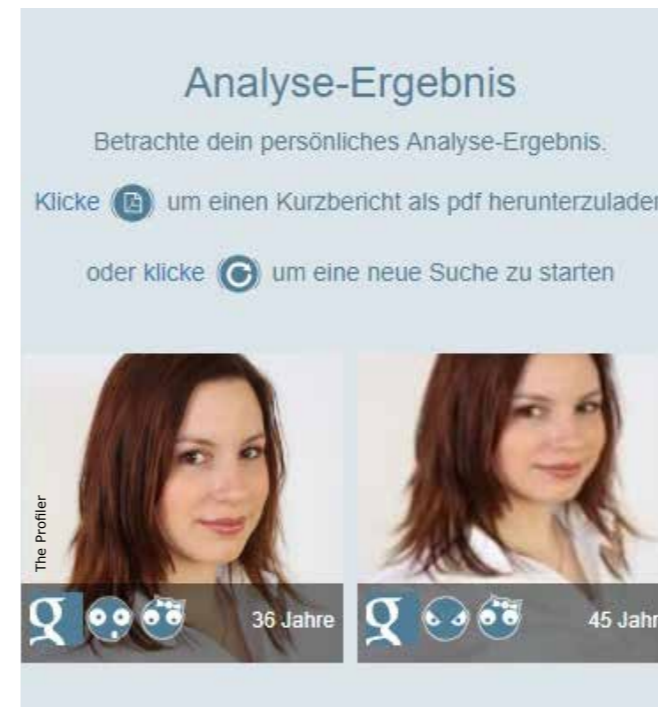 Analyse-Ergebnis
Betrachte dein persönliches Analyse-Ergebnis.
Klicke um einen Kurzbericht als pdf herunterzulade
oder klicke um eine neue Suche zu starten
The Profiler
g 36 Jahre
g 45 Jahr